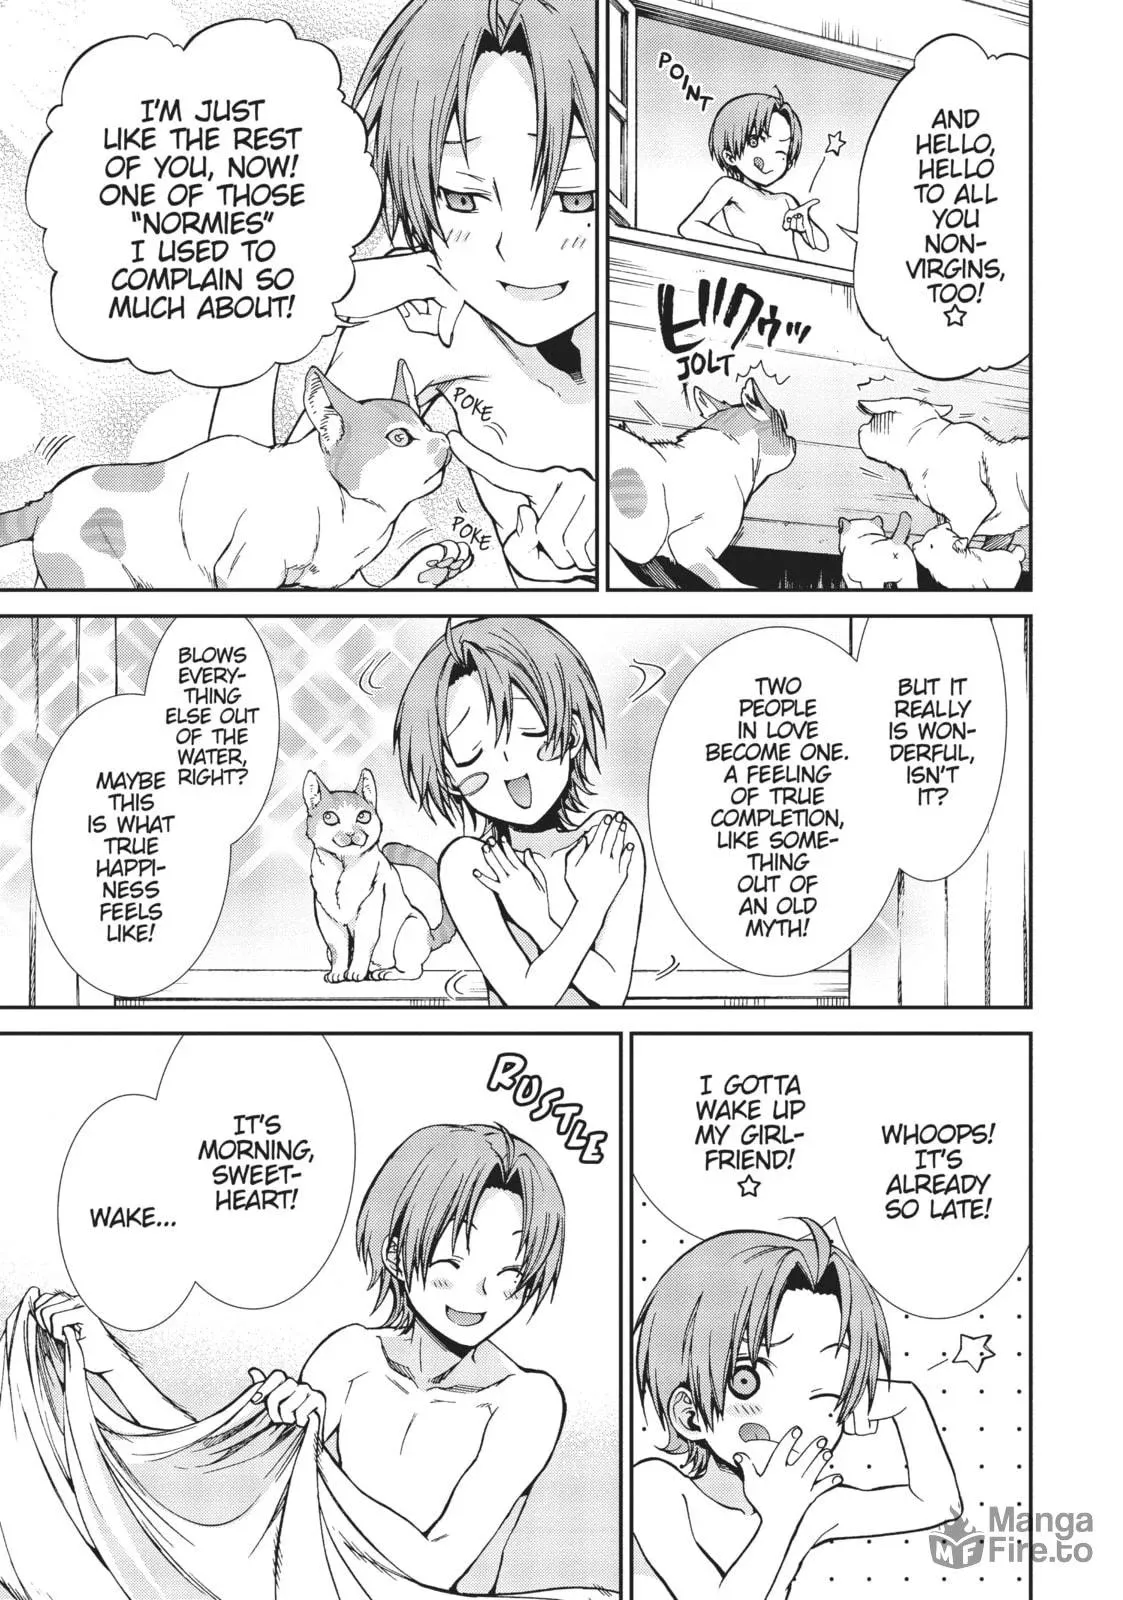 AND
HELLO,
HELLO
TO ALL
YOU
NON-
VIRGINS,
TOO!
☆
POINT
ビクゥッ
JOLT
I'M JUST
LIKE THE REST
OF YOU, NOW!
ONE OF THOSE
"NORMIES"
I USED TO
COMPLAIN SO
MUCH ABOUT!
POKE
POKE
BUT IT
REALLY
IS WON-
DERFUL,
ISN'T
IT?
TWO
PEOPLE
IN LOVE
BECOME ONE.
A FEELING
OF TRUE
COMPLETION,
LIKE SOME-
THING
OUT OF
AN OLD
MYTH!
BLOWS
EVERY-
THING
ELSE OUT
OF THE
WATER,
RIGHT?
MAYBE
THIS
IS WHAT
TRUE
HAPPI-
NESS
FEELS
LIKE!
WHOOPS!
IT'S
ALREADY
SO LATE!
I GOTTA
WAKE UP
MY GIRL-
FRIEND!
☆
RUSTLE
IT'S
MORNING,
SWEET-
HEART!
WAKE...
MF
Manga
Fire.to